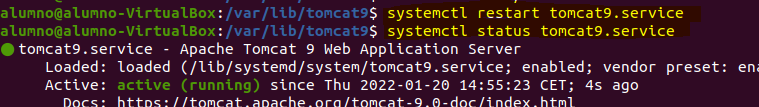 alumno@alumno-VirtualBox:/var/lib/tomcat9$ systemctl restart tomcat9.service
alumno@alumno-VirtualBox:/var/lib/tomcat9$ systemctl status tomcat9.service
● tomcat9.service - Apache Tomcat 9 Web Application Server
Loaded: loaded (/lib/systemd/system/tomcat9.service; enabled; vendor preset: ena
Active: active (running) since Thu 2022-01-20 14:55:23 CET; 4s ago
Docs: https://tomcat.apache.org/tomcat-9.0-doc/index.html